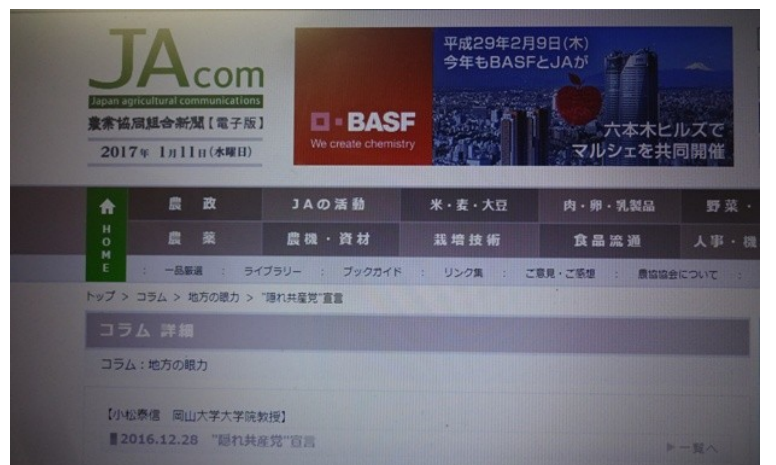 JAcom
Japan agricultural communications
農業協同組合新聞【電子版】
2017年 1月11日(水曜日)
BASF
We create chemistry
平成29年2月9日(木)
今年もBASFとJAが
六本木ヒルズで
マルシェを共同開催
HOME
農 政 JAの活動 米・麦・大豆 肉・卵・乳製品 野菜・
農 薬 農機・資材 栽培技術 食品流通 人事・機
: 一品厳選 : ライブラリー : ブックガイド : リンク集 : ご意見・ご感想 : 農協協会について :
トップ > コラム > 地方の眼力 > "隠れ共産党"宣言
コラム 詳細
コラム：地方の眼力
【小松泰信 岡山大学大学院教授】
2016.12.28 "隠れ共産党"宣言
一覧へ